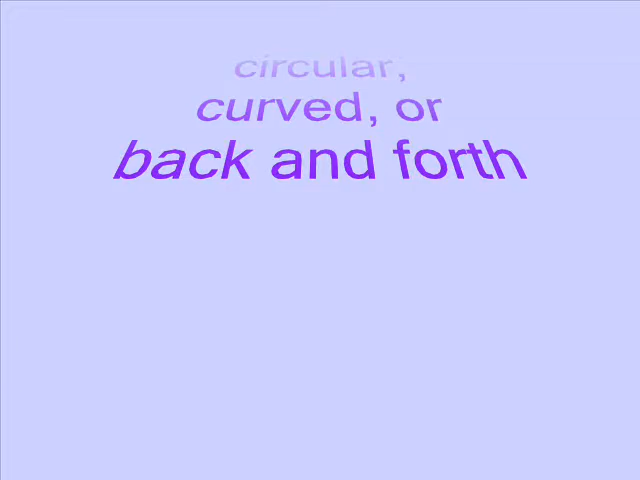 circular,
curved, or
back and forth